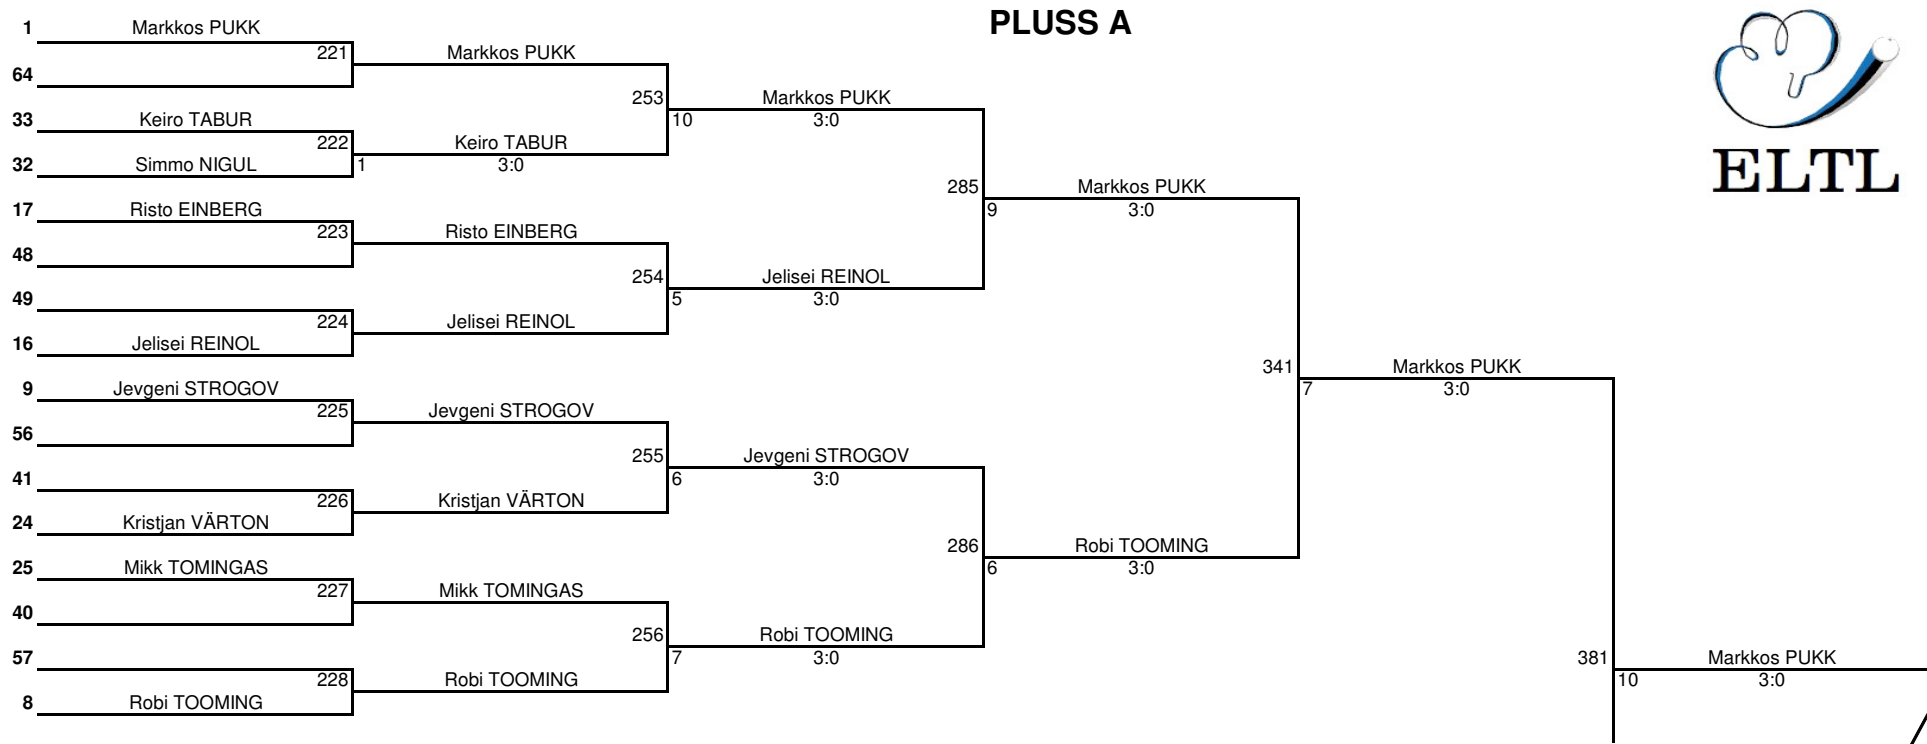 PLUSS A
ELTL
1 Markkos PUKK
221 Markkos PUKK
64
253 Markkos PUKK
10 3:0
33 Keiro TABUR
222 Keiro TABUR
1 3:0
32 Simmo NIGUL
285 Markkos PUKK
9 3:0
17 Risto EINBERG
223 Risto EINBERG
48
254 Jelisei REINOL
5 3:0
49
224 Jelisei REINOL
16 Jelisei REINOL
341 Markkos PUKK
7 3:0
9 Jevgeni STROGOV
225 Jevgeni STROGOV
56
255 Jevgeni STROGOV
6 3:0
41
226 Kristjan VÄRTON
24 Kristjan VÄRTON
286 Robi TOOMING
6 3:0
25 Mikk TOMINGAS
227 Mikk TOMINGAS
40
256 Robi TOOMING
7 3:0
57
228 Robi TOOMING
8 Robi TOOMING
381 Markkos PUKK
10 3:0